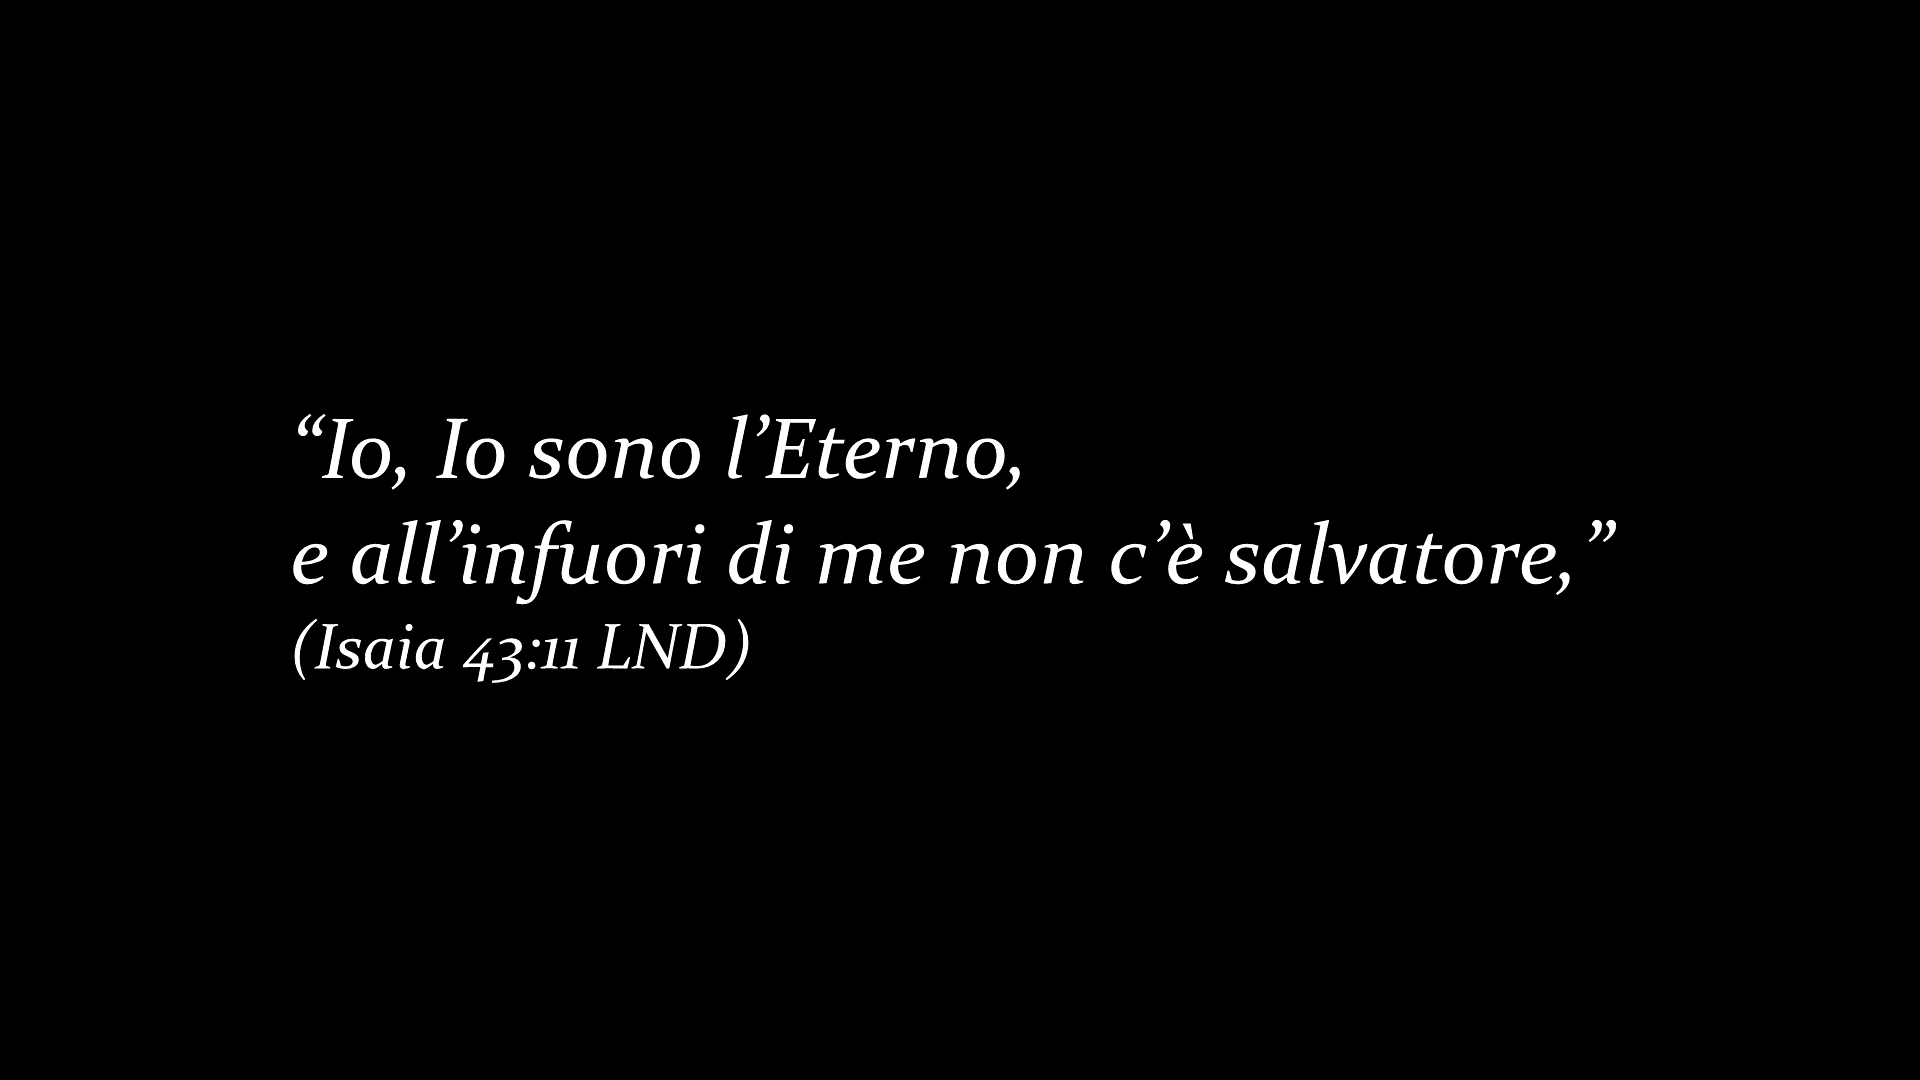 “Io, Io sono l’Eterno,
e all’infuori di me non c’è salvatore,”
(Isaia 43:11 LND)